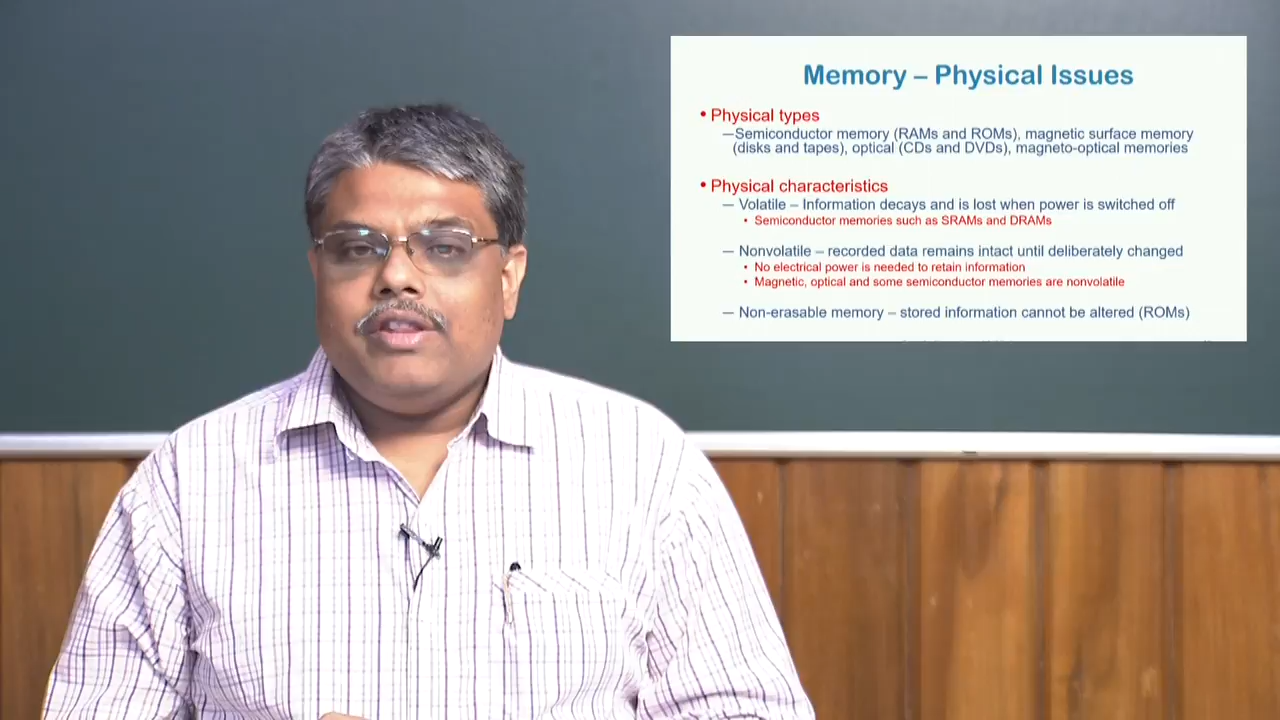 Memory – Physical Issues
• Physical types
—Semiconductor memory (RAMs and ROMs), magnetic surface memory
(disks and tapes), optical (CDs and DVDs), magneto-optical memories
• Physical characteristics
— Volatile – Information decays and is lost when power is switched off
• Semiconductor memories such as SRAMs and DRAMs
— Nonvolatile – recorded data remains intact until deliberately changed
• No electrical power is needed to retain information
• Magnetic, optical and some semiconductor memories are nonvolatile
— Non-erasable memory – stored information cannot be altered (ROMs)